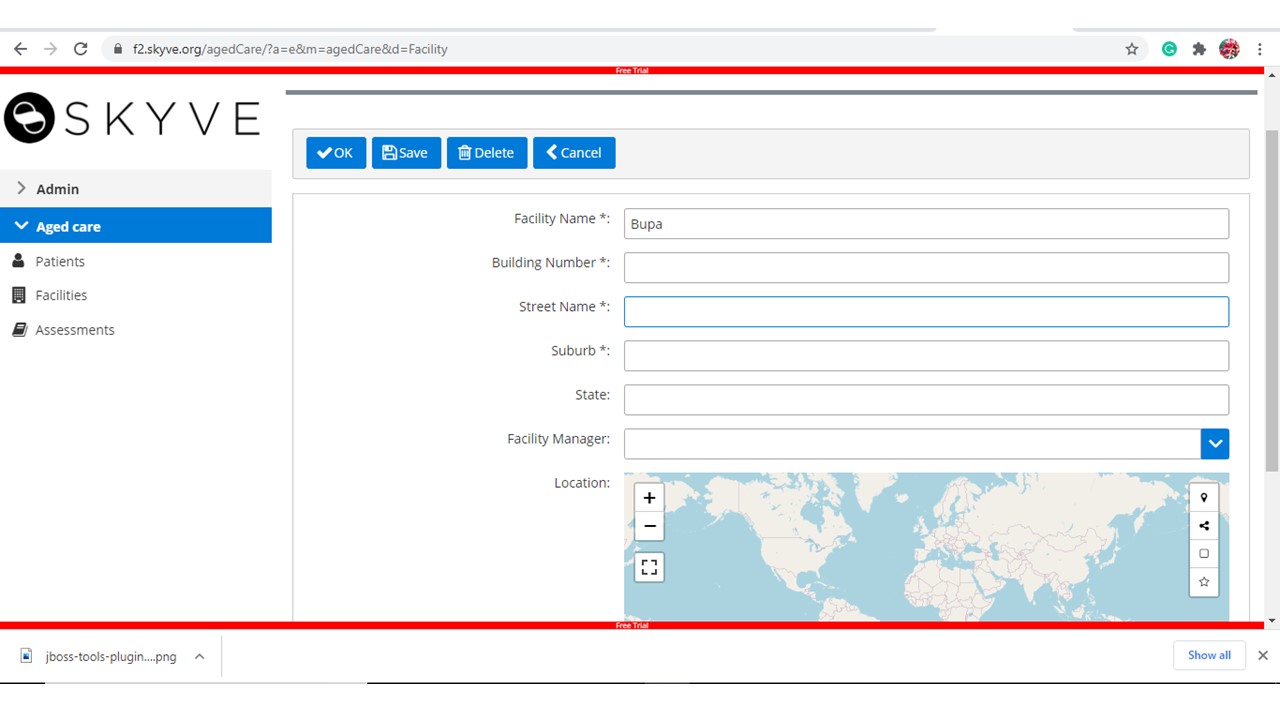 f2.skyve.org/agedCare/?a=e&m=agedCare&d=Facility
Free Trial
SKYVE
OK Save Delete Cancel
Admin
Aged care
Patients
Facilities
Assessments
Facility Name *: Bupa
Building Number *:
Street Name *:
Suburb *:
State:
Facility Manager:
Location:
+
−
Free Trial
jboss-tools-plugin....png
Show all